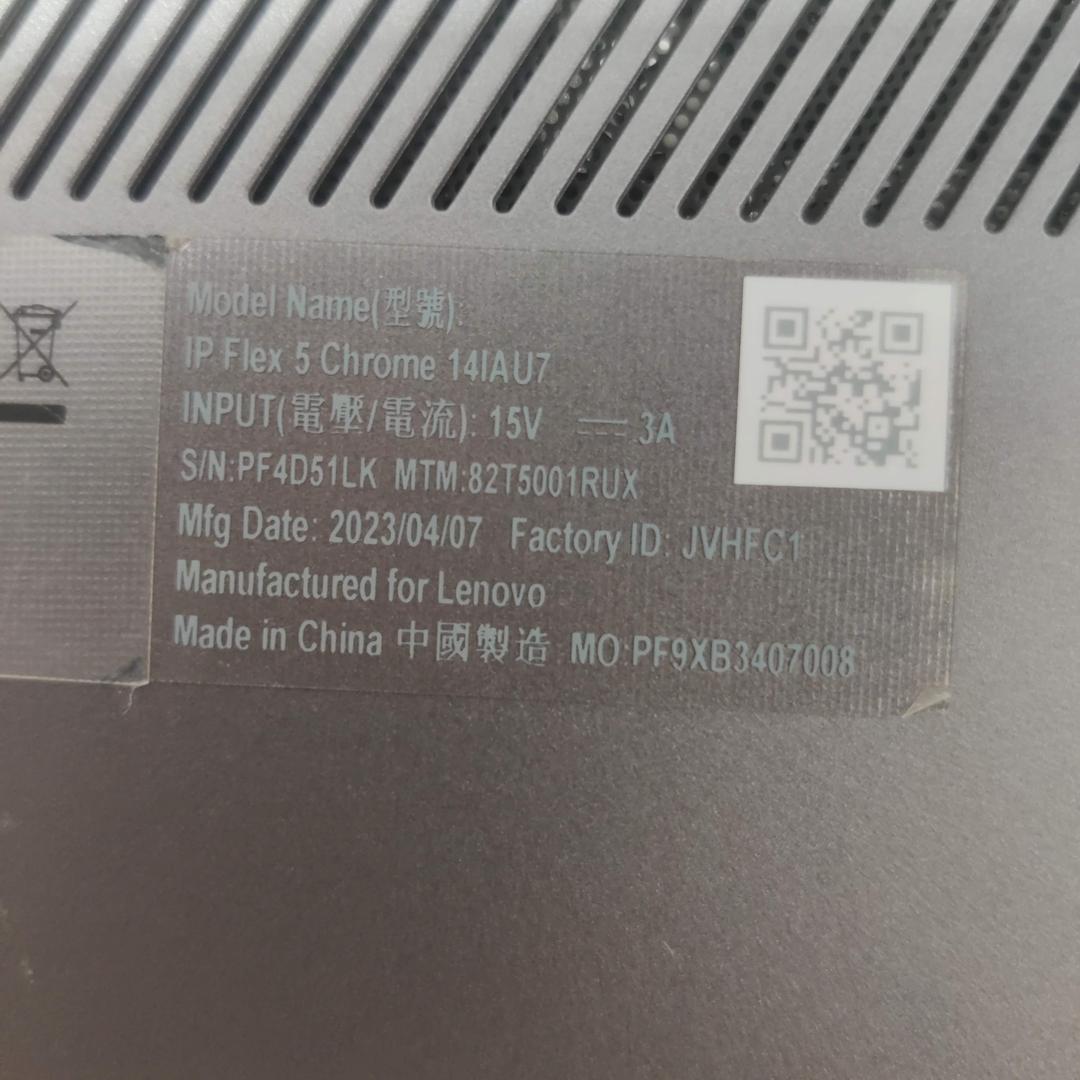 Model Name(型號):
IP Flex 5 Chrome 14IAU7
INPUT(電壓/電流): 15V ⎓ 3A
S/N:PF4D51LK MTM:82T5001RUX
Mfg Date: 2023/04/07 Factory ID: JVHFC1
Manufactured for Lenovo
Made in China 中國製造 MO:PF9XB3407008